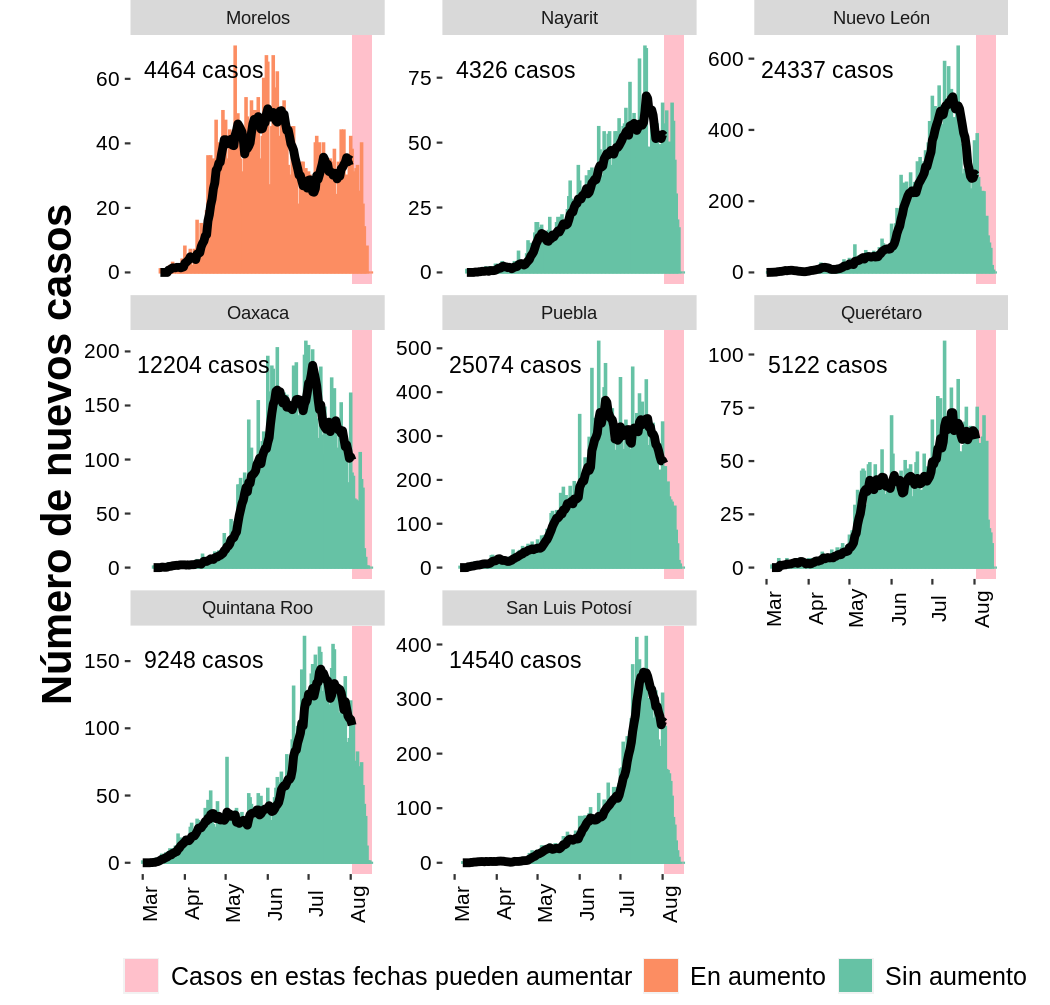 Número de nuevos casos
Morelos
Nayarit
Nuevo León
4464 casos
4326 casos
24337 casos
60
40
20
0
75
50
25
0
600
400
200
0
Oaxaca
Puebla
Querétaro
12204 casos
25074 casos
5122 casos
200
150
100
50
0
500
400
300
200
100
0
100
75
50
25
0
Mar
Apr
May
Jun
Jul
Aug
Quintana Roo
San Luis Potosí
9248 casos
14540 casos
150
100
50
0
400
300
200
100
0
Mar
Apr
May
Jun
Jul
Aug
Mar
Apr
May
Jun
Jul
Aug
Casos en estas fechas pueden aumentar
En aumento
Sin aumento